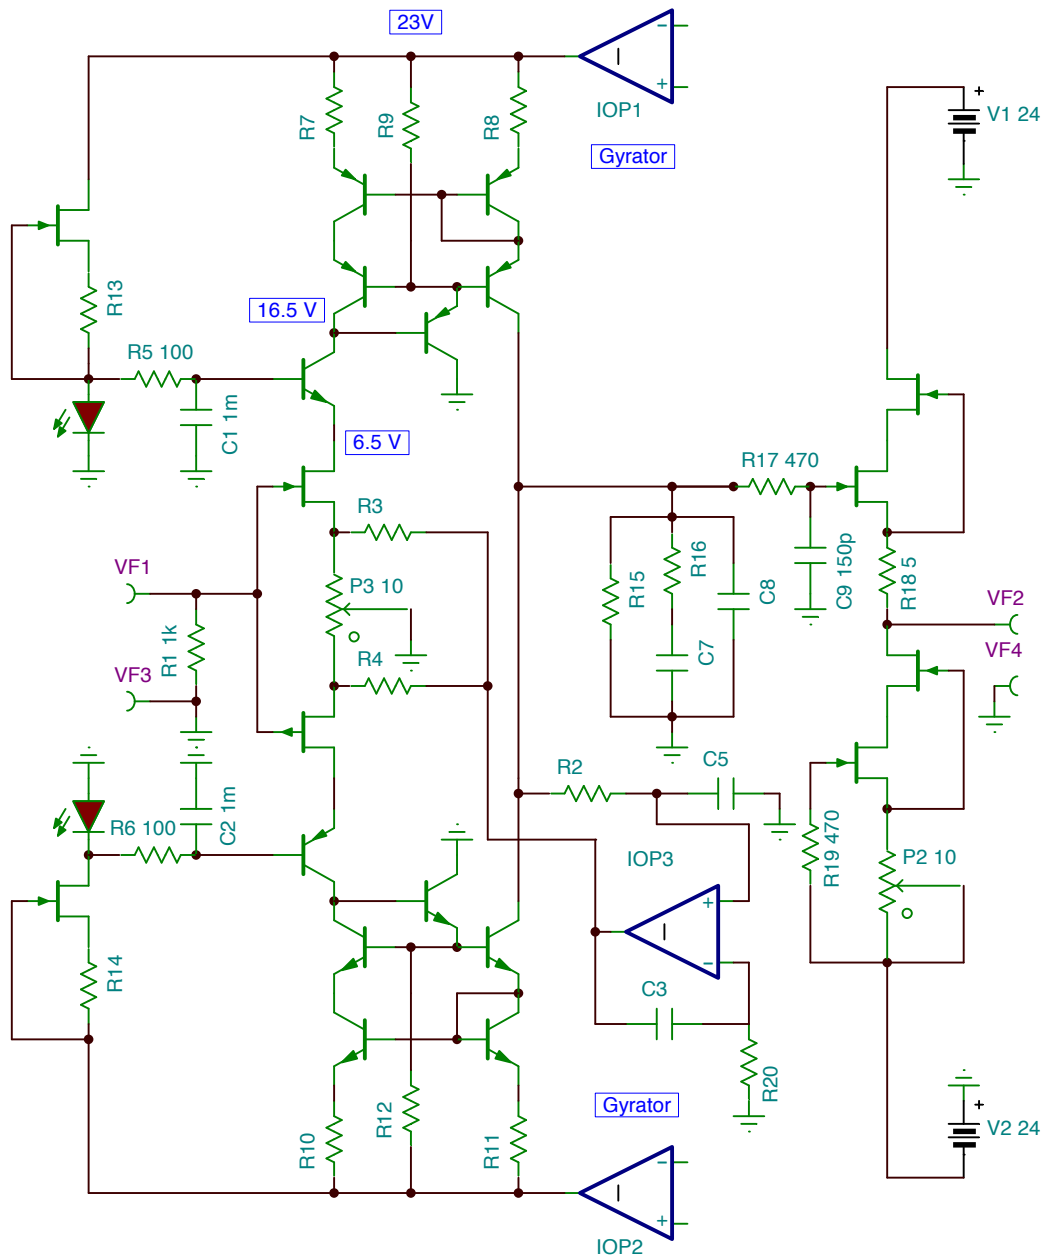 23V
IOP1
Gyrator
V1 24
R7
R9
R8
R13
16.5 V
R5 100
C1 1m
6.5 V
R3
R17 470
VF1
P3 10
R1 1k
R15
R16
C8
C7
C9 150p
R18 5
VF2
VF4
VF3
R4
R2
C5
C2 1m
R6 100
IOP3
R19 470
P2 10
R14
C3
R20
Gyrator
R12
R10
R11
V2 24
IOP2